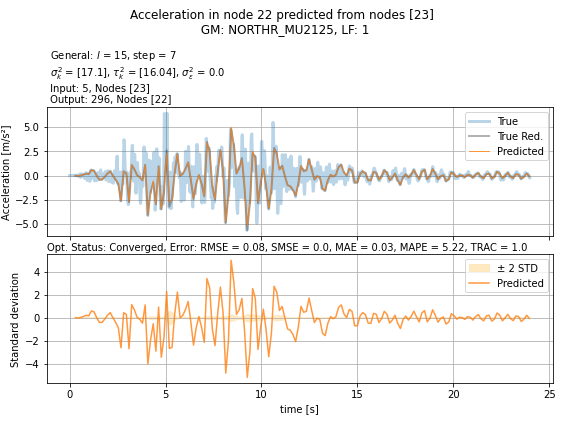 Acceleration in node 22 predicted from nodes [23]
GM: NORTHR_MU2125, LF: 1
General: l = 15, step = 7
σ²ₖ = [17.1], τ²ₖ = [16.04], σ²ε = 0.0
Input: 5, Nodes [23]
Output: 296, Nodes [22]
Acceleration [m/s²]
5.0
2.5
0.0
−2.5
−5.0
True
True Red.
Predicted
Opt. Status: Converged, Error: RMSE = 0.08, SMSE = 0.0, MAE = 0.03, MAPE = 5.22, TRAC = 1.0
Standard deviation
4
2
0
−2
−4
± 2 STD
Predicted
0 5 10 15 20 25
time [s]